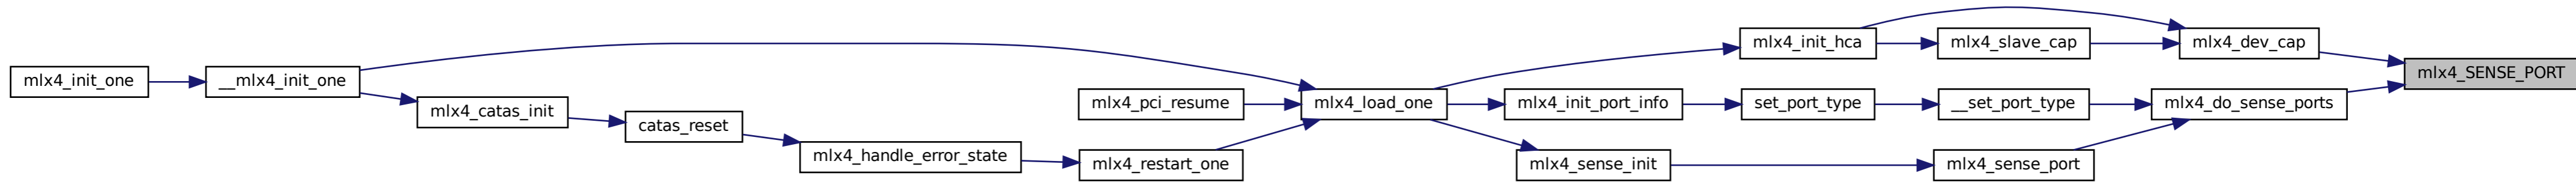 mlx4_init_one
__mlx4_init_one
mlx4_catas_init
catas_reset
mlx4_handle_error_state
mlx4_pci_resume
mlx4_restart_one
mlx4_load_one
mlx4_init_hca
mlx4_init_port_info
mlx4_sense_init
set_port_type
mlx4_slave_cap
__set_port_type
mlx4_sense_port
mlx4_dev_cap
mlx4_do_sense_ports
mlx4_SENSE_PORT